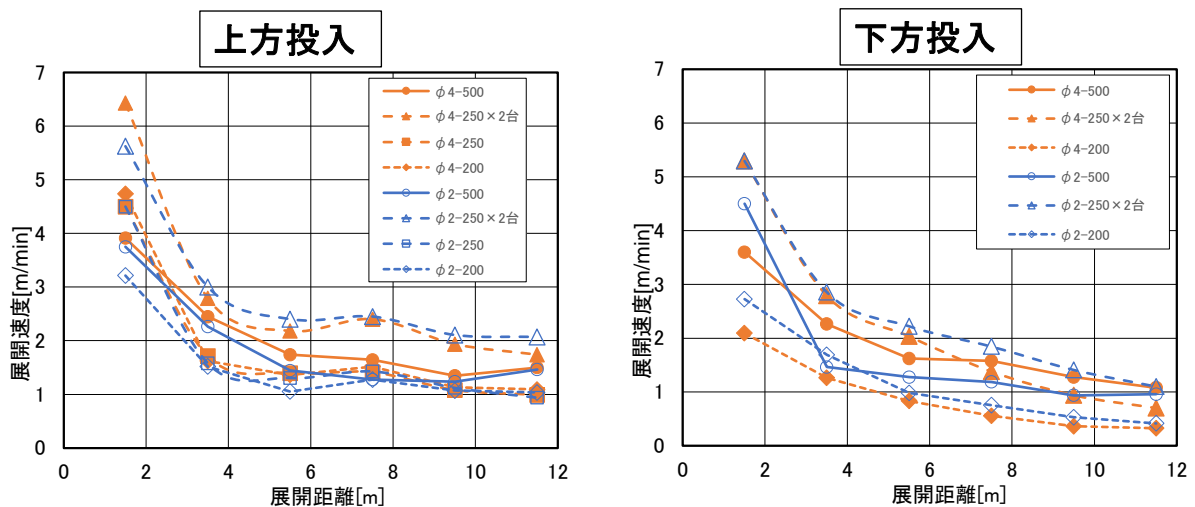 上方投入
展開速度[m/min]
7
6
5
4
3
2
1
0
φ4-500
φ4-250×2台
φ4-250
φ4-200
φ2-500
φ2-250×2台
φ2-250
φ2-200
0 2 4 6 8 10 12
展開距離[m]
下方投入
展開速度[m/min]
7
6
5
4
3
2
1
0
φ4-500
φ4-250×2台
φ4-200
φ2-500
φ2-250×2台
φ2-200
0 2 4 6 8 10 12
展開距離[m]